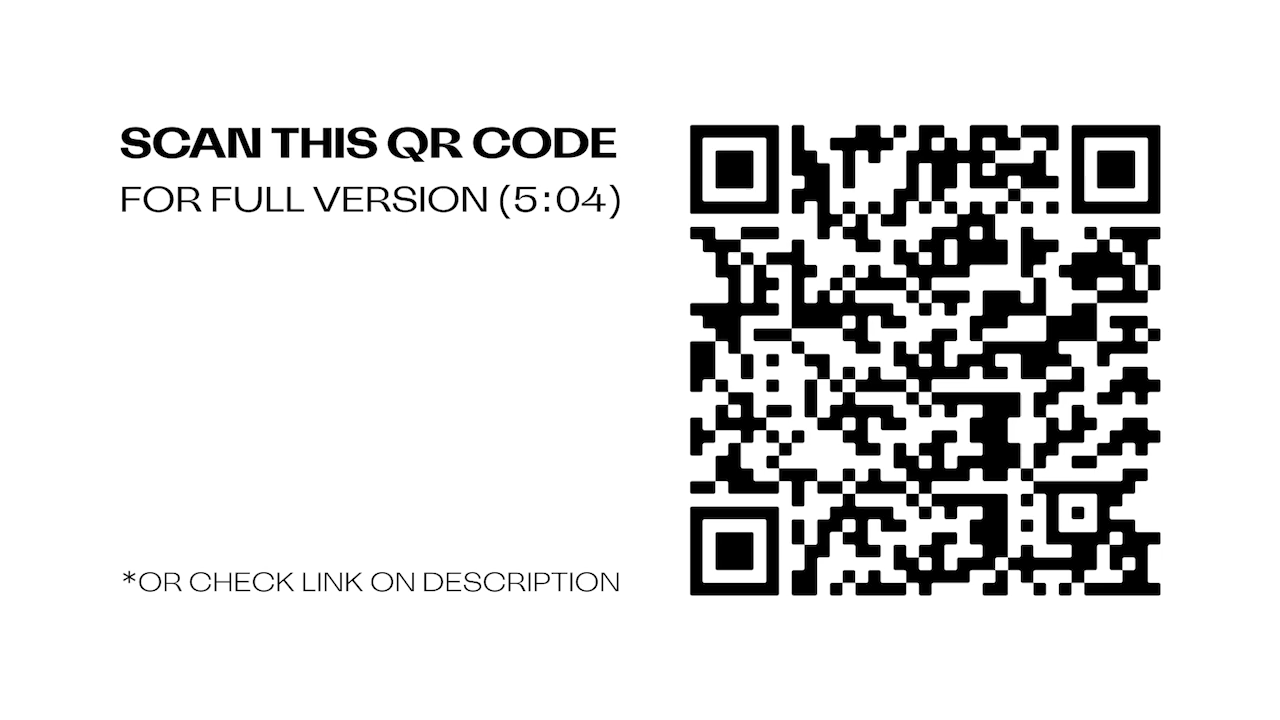 SCAN THIS QR CODE
FOR FULL VERSION (5:04)
*OR CHECK LINK ON DESCRIPTION